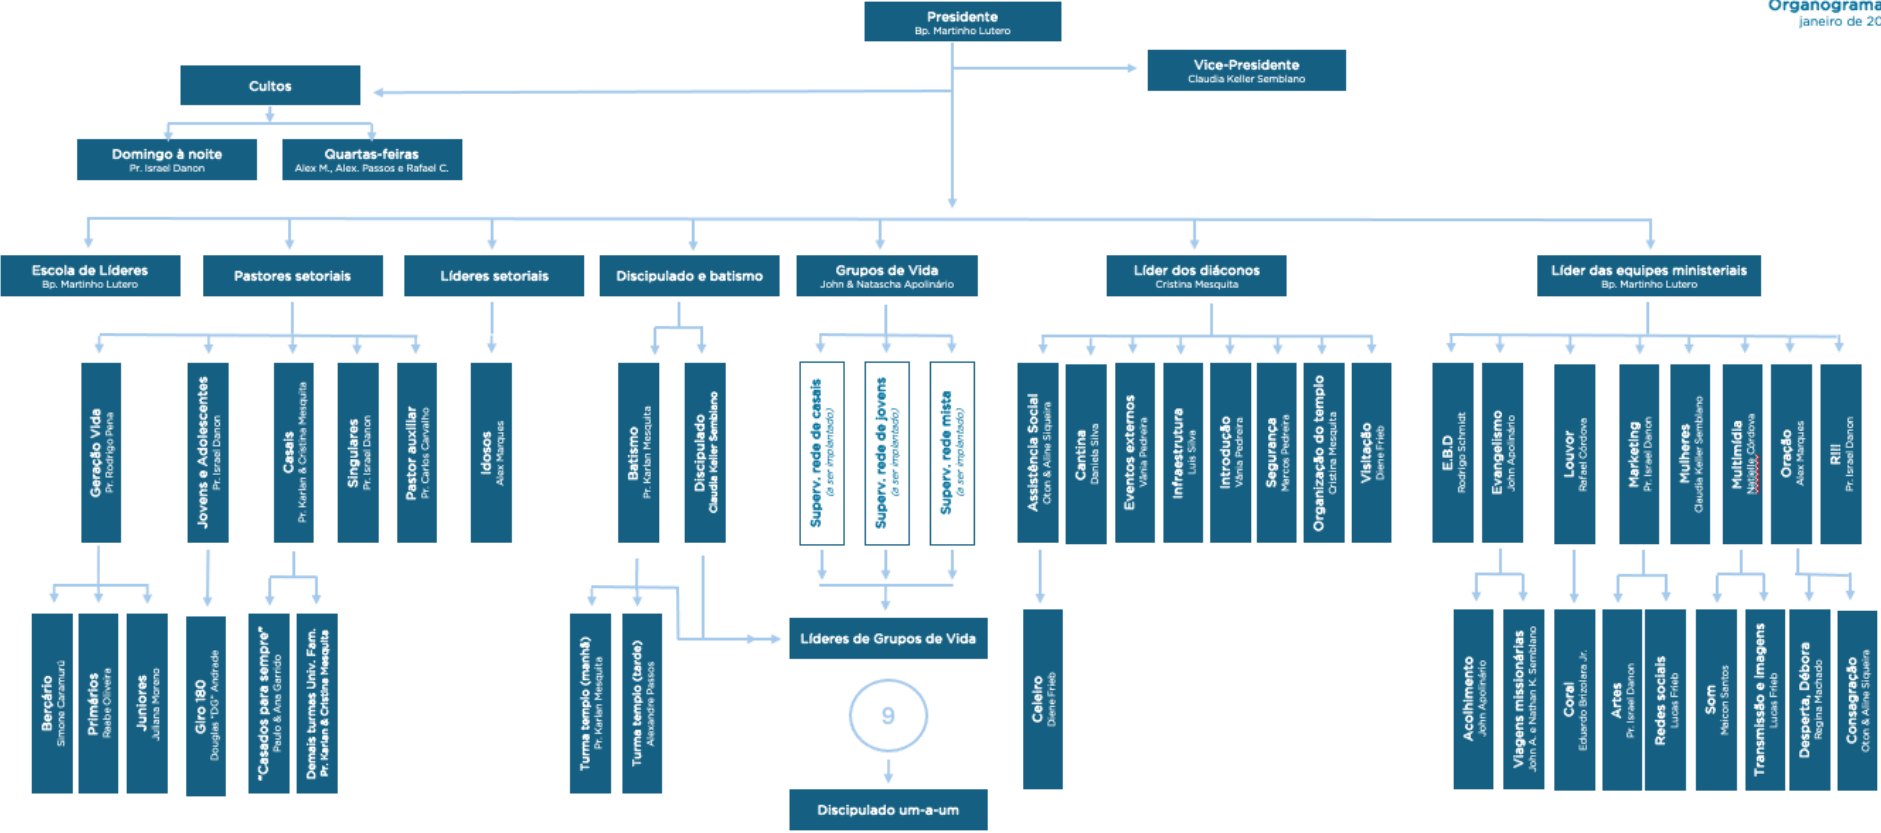 Organograma
janeiro de 20
Presidente
Bp. Martinho Lutero
Vice-Presidente
Claudia Keller Semblano
Cultos
Domingo à noite
Pr. Israel Danon
Quartas-feiras
Alex M., Alex. Passos e Rafael C.
Escola de Líderes
Bp. Martinho Lutero
Pastores setoriais
Líderes setoriais
Discipulado e batismo
Grupos de Vida
John & Natascha Apolinário
Líder dos diáconos
Cristina Mesquita
Líder das equipes ministeriais
Bp. Martinho Lutero
Geração Vida
Pr. Rodrigo Pena
Jovens e Adolescentes
Pr. Israel Danon
Casais
Pr. Karlan & Cristina Mesquita
Singulares
Pr. Israel Danon
Pastor auxiliar
Pr. Carlos Carvalho
Idosos
Alex Marques
Batismo
Pr. Karlan Mesquita
Discipulado
Claudia Keller Semblano
Superv. rede de casais
(a ser implantado)
Superv. rede de jovens
(a ser implantado)
Superv. rede mista
(a ser implantado)
Assistência Social
Oton & Aline Siqueira
Cantina
Daniela Silva
Eventos externos
Vânia Pedreira
Infraestrutura
Luis Silva
Introdução
Vânia Pedreira
Segurança
Marcos Pedreira
Organização do templo
Cristina Mesquita
Visitação
Diene Frieb
E.B.D
Rodrigo Schmidt
Evangelismo
John Apolinário
Louvor
Rafael Córdova
Marketing
Pr. Israel Danon
Mulheres
Claudia Keller Semblano
Multimídia
Natielle Córdova
Oração
Alex Marques
R!!!
Pr. Israel Danon
Berçário
Simone Caramurú
Primários
Raabe Oliveira
Juniores
Juliana Moreno
Giro 180
Douglas "DG" Andrade
"Casados para sempre"
Paulo & Ana Garrido
Demais turmas Univ. Fam.
Pr. Karlan & Cristina Mesquita
Turma templo (manhã)
Pr. Karlan Mesquita
Turma templo (tarde)
Alexandre Passos
Líderes de Grupos de Vida
9
Discipulado um-a-um
Celeiro
Diene Frieb
Acolhimento
John Apolinário
Viagens missionárias
John A. e Nathan K. Semblano
Coral
Eduardo Brizolara Jr.
Artes
Pr. Israel Danon
Redes sociais
Lucas Frieb
Som
Maicon Santos
Transmissão e imagens
Lucas Frieb
Desperta, Débora
Regina Machado
Consagração
Oton & Aline Siqueira